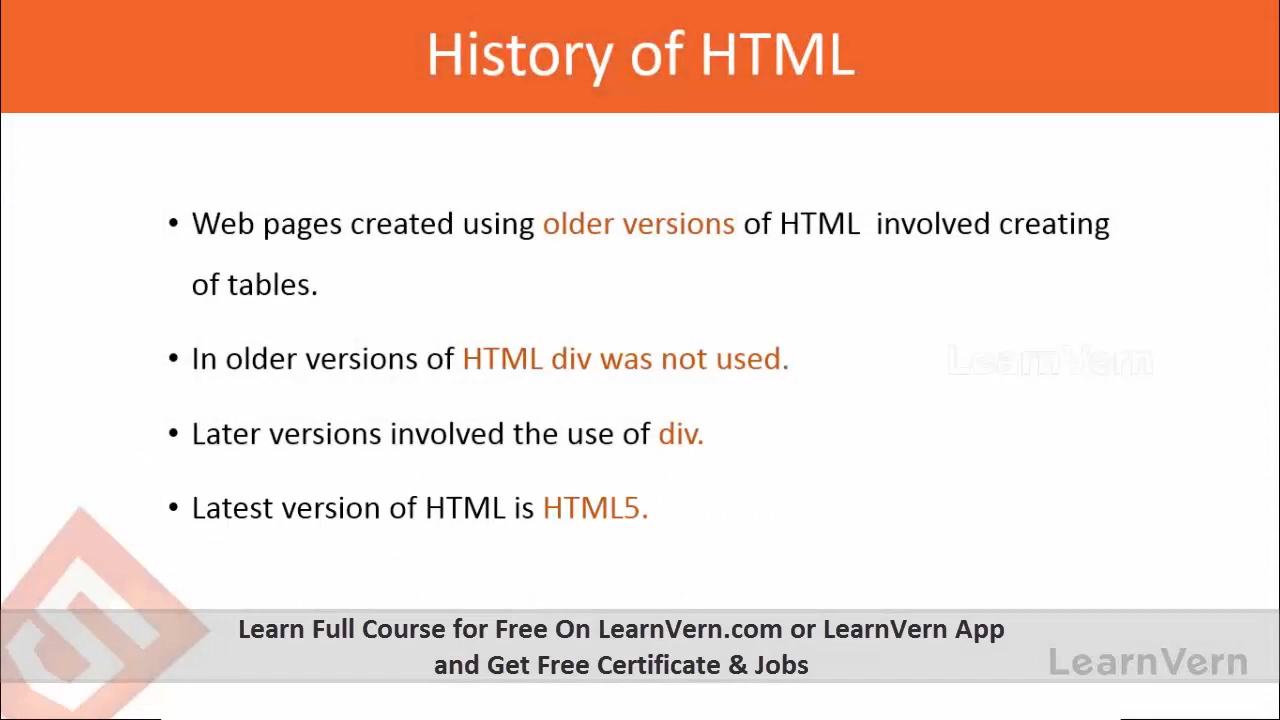 History of HTML
• Web pages created using older versions of HTML involved creating
of tables.
• In older versions of HTML div was not used.
LearnVern
• Later versions involved the use of div.
• Latest version of HTML is HTML5.
Learn Full Course for Free On LearnVern.com or LearnVern App
and Get Free Certificate & Jobs
LearnVern